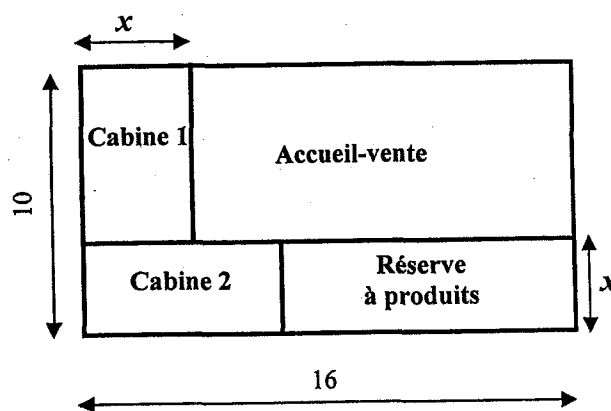 x
Cabine 1
Accueil-vente
10
Cabine 2
Réserve
à produits
x
16